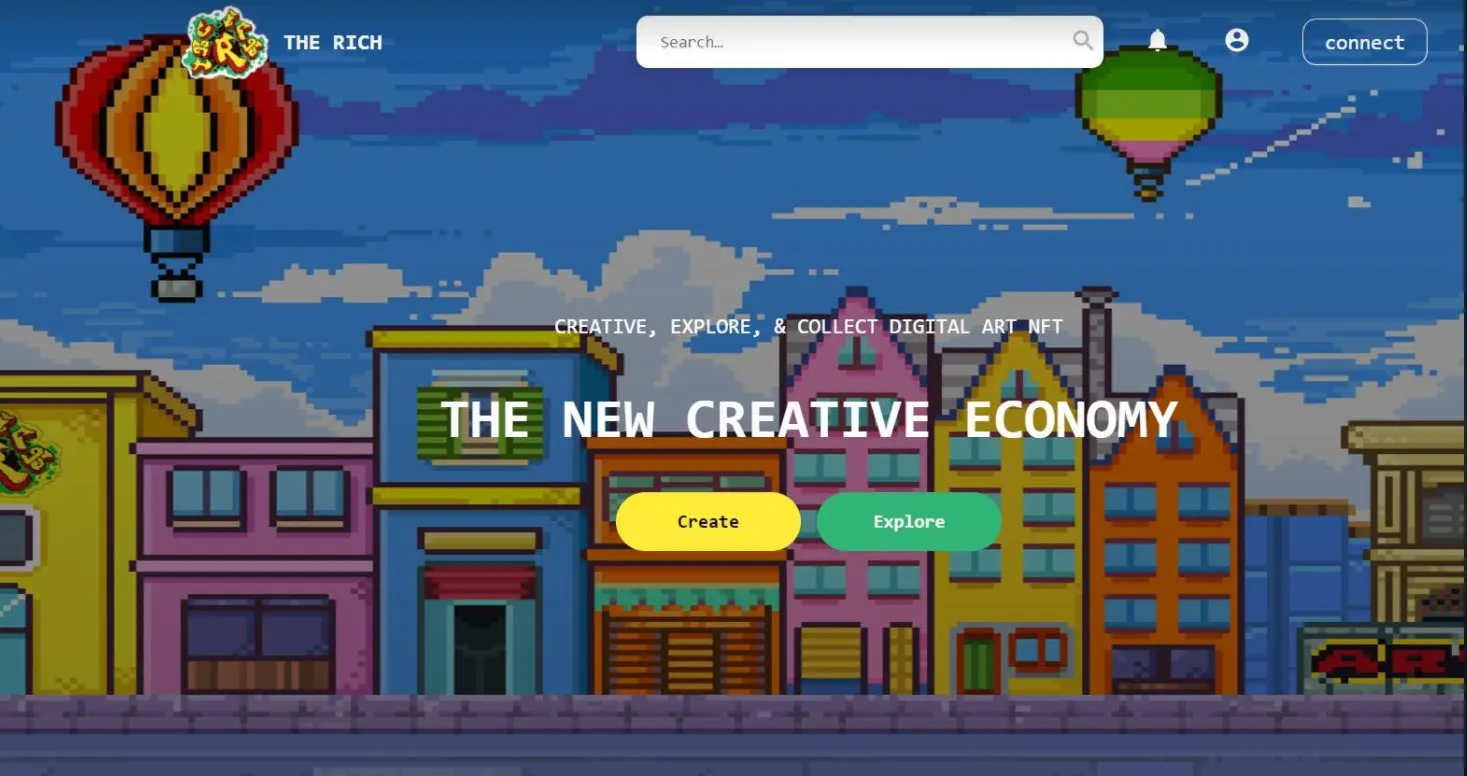 THE RICH
Search…
connect
CREATIVE, EXPLORE, & COLLECT DIGITAL ART NFT
THE NEW CREATIVE ECONOMY
Create
Explore